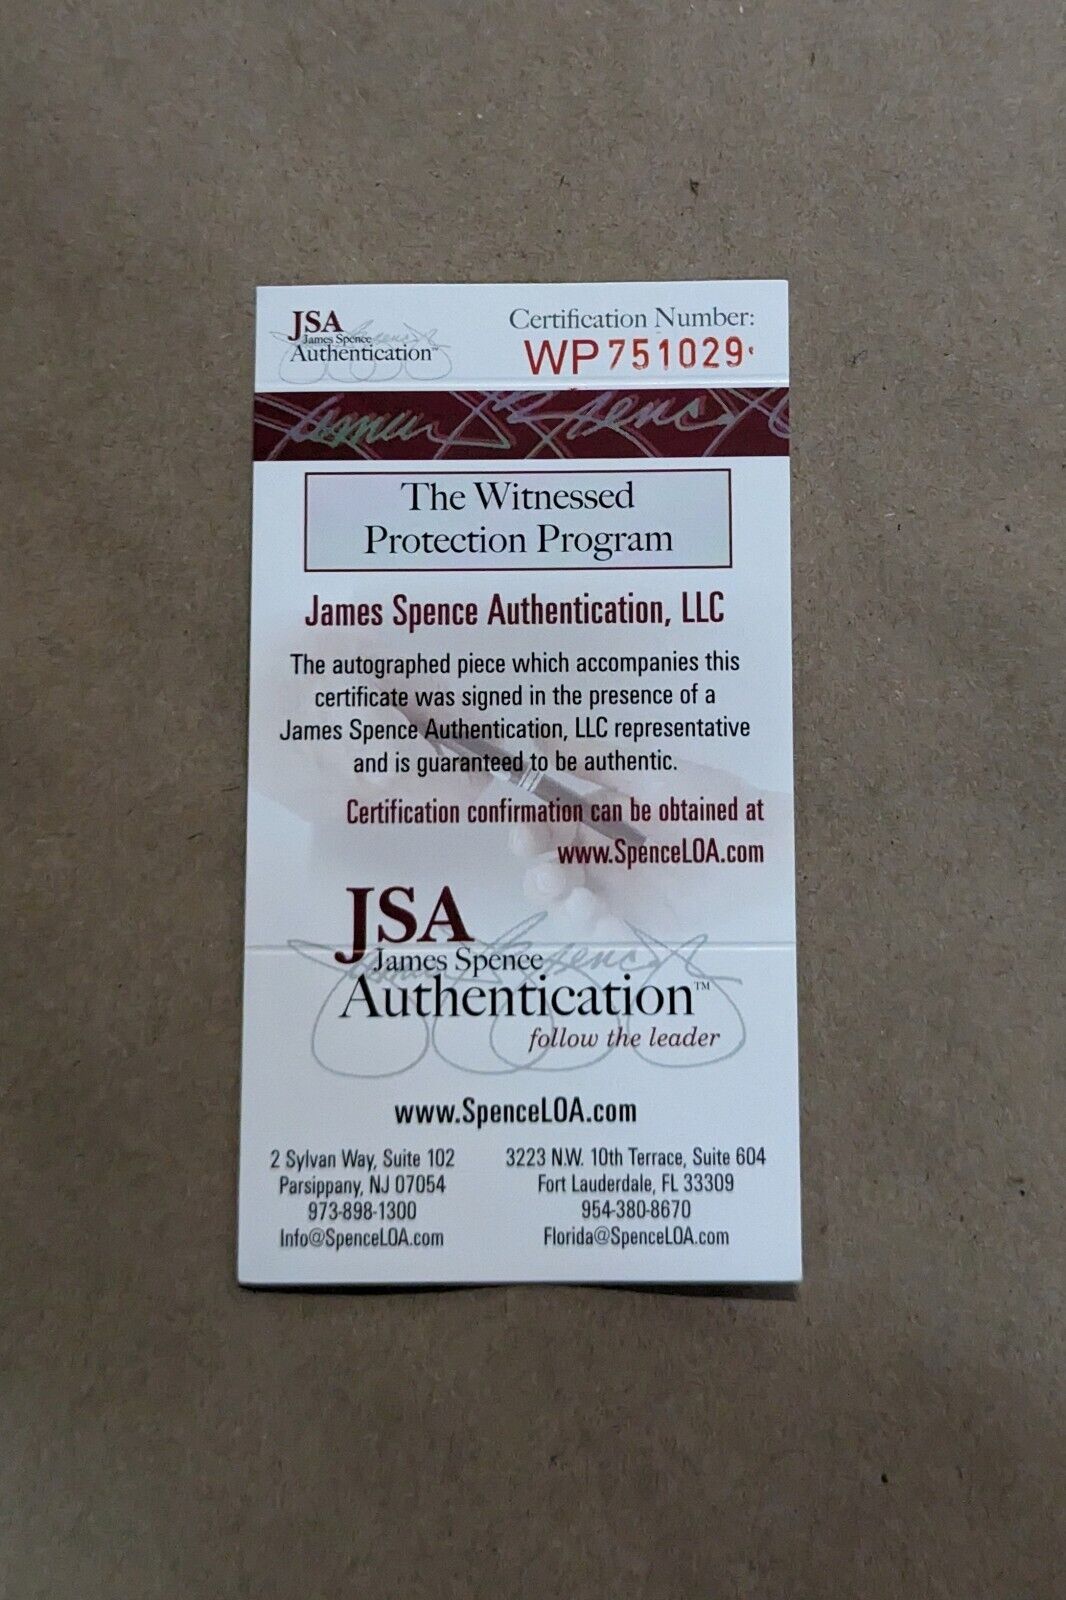 JSA
James Spence
Authentication™
Certification Number:
WP751029
James Spence
The Witnessed
Protection Program
James Spence Authentication, LLC
The autographed piece which accompanies this
certificate was signed in the presence of a
James Spence Authentication, LLC representative
and is guaranteed to be authentic.
Certification confirmation can be obtained at
www.SpenceLOA.com
JSA
James Spence
Authentication™
follow the leader
www.SpenceLOA.com
2 Sylvan Way, Suite 102
Parsippany, NJ 07054
973-898-1300
Info@SpenceLOA.com
3223 N.W. 10th Terrace, Suite 604
Fort Lauderdale, FL 33309
954-380-8670
Florida@SpenceLOA.com